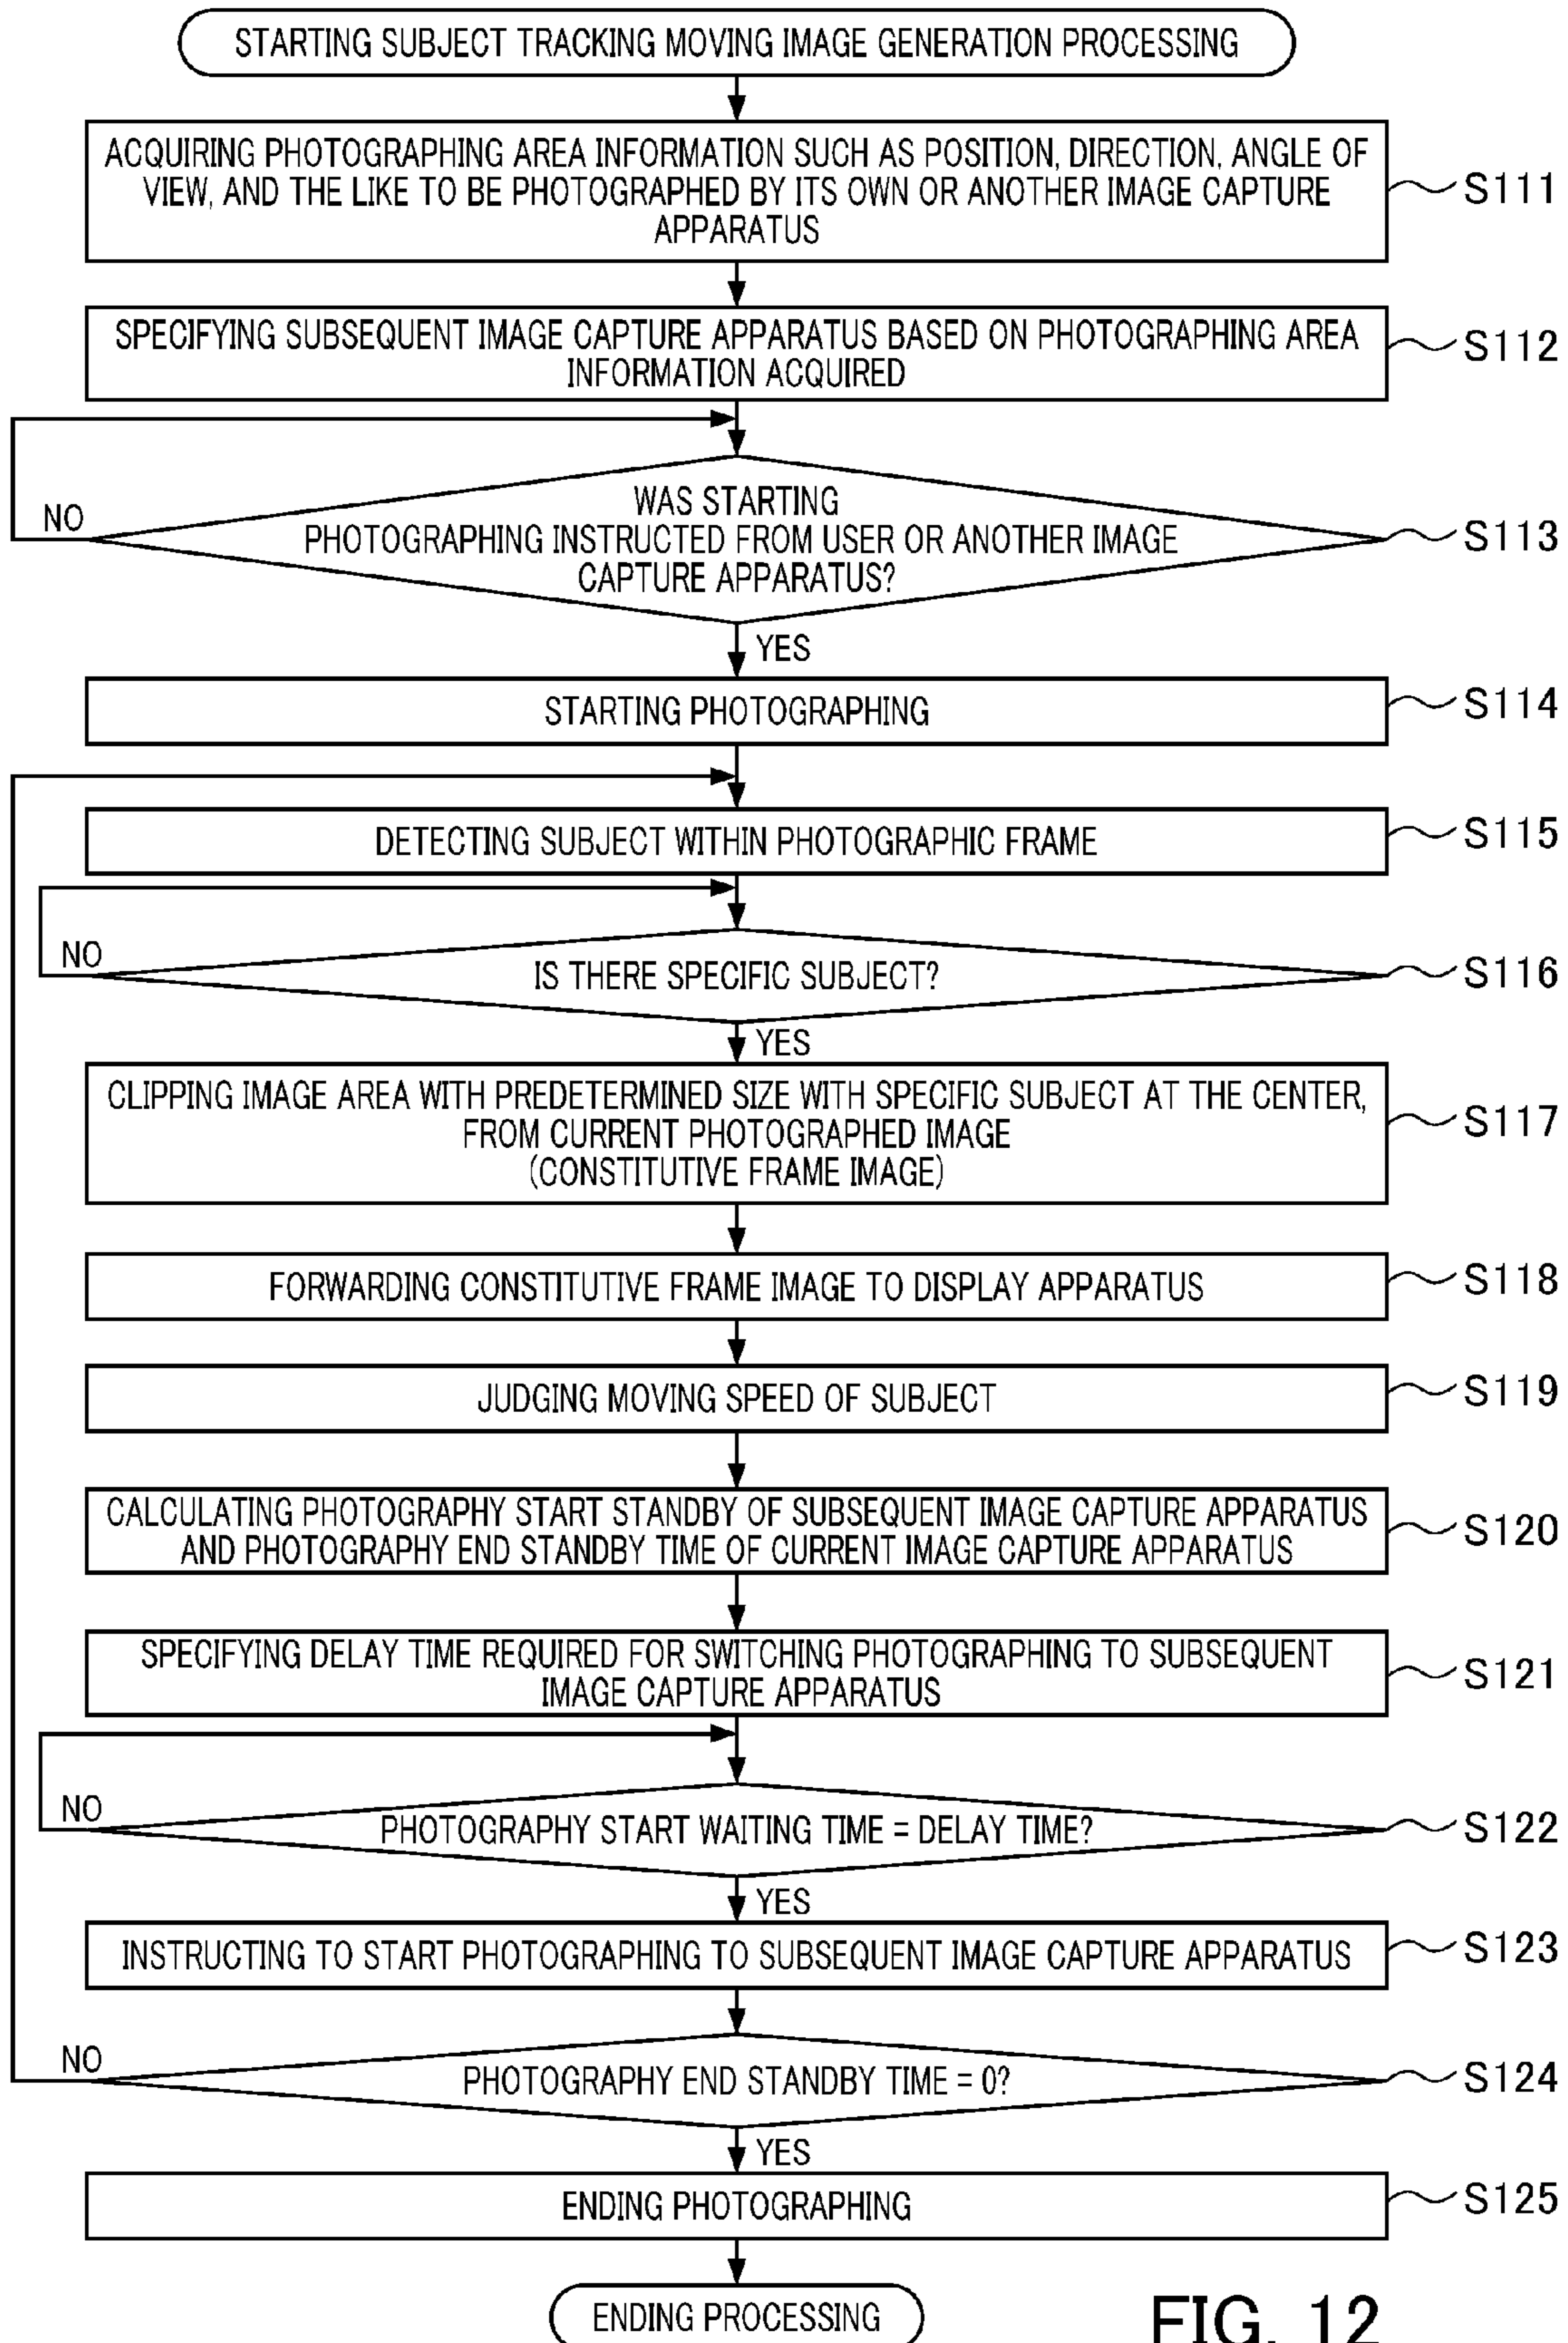 STARTING SUBJECT TRACKING MOVING IMAGE GENERATION PROCESSING
ACQUIRING PHOTOGRAPHING AREA INFORMATION SUCH AS POSITION, DIRECTION, ANGLE OF
VIEW, AND THE LIKE TO BE PHOTOGRAPHED BY ITS OWN OR ANOTHER IMAGE CAPTURE
APPARATUS
S111
SPECIFYING SUBSEQUENT IMAGE CAPTURE APPARATUS BASED ON PHOTOGRAPHING AREA
INFORMATION ACQUIRED
S112
WAS STARTING
PHOTOGRAPHING INSTRUCTED FROM USER OR ANOTHER IMAGE
CAPTURE APPARATUS?
S113
NO
YES
STARTING PHOTOGRAPHING
S114
DETECTING SUBJECT WITHIN PHOTOGRAPHIC FRAME
S115
NO
IS THERE SPECIFIC SUBJECT?
S116
YES
CLIPPING IMAGE AREA WITH PREDETERMINED SIZE WITH SPECIFIC SUBJECT AT THE CENTER,
FROM CURRENT PHOTOGRAPHED IMAGE
(CONSTITUTIVE FRAME IMAGE)
S117
FORWARDING CONSTITUTIVE FRAME IMAGE TO DISPLAY APPARATUS
S118
JUDGING MOVING SPEED OF SUBJECT
S119
CALCULATING PHOTOGRAPHY START STANDBY OF SUBSEQUENT IMAGE CAPTURE APPARATUS
AND PHOTOGRAPHY END STANDBY TIME OF CURRENT IMAGE CAPTURE APPARATUS
S120
SPECIFYING DELAY TIME REQUIRED FOR SWITCHING PHOTOGRAPHING TO SUBSEQUENT
IMAGE CAPTURE APPARATUS
S121
NO
PHOTOGRAPHY START WAITING TIME = DELAY TIME?
S122
YES
INSTRUCTING TO START PHOTOGRAPHING TO SUBSEQUENT IMAGE CAPTURE APPARATUS
S123
NO
PHOTOGRAPHY END STANDBY TIME = 0?
S124
YES
ENDING PHOTOGRAPHING
S125
ENDING PROCESSING
FIG. 12